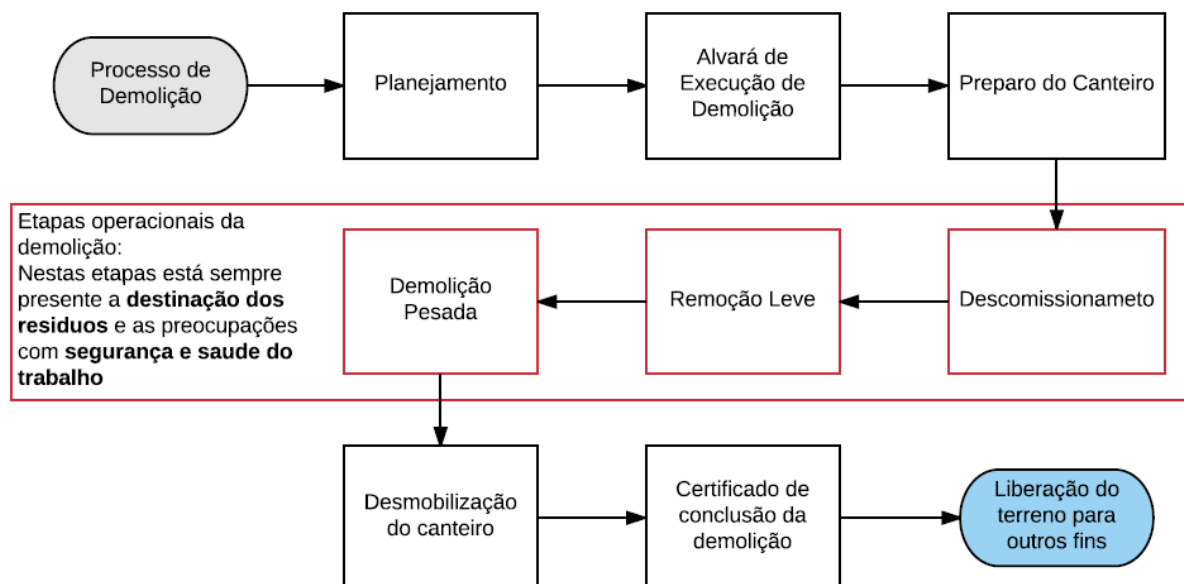 Processo de
Demolição
Planejamento
Alvará de
Execução de
Demolição
Preparo do Canteiro
Etapas operacionais da
demolição:
Nestas etapas está sempre
presente a destinação dos
residuos e as preocupações
com segurança e saude do
trabalho
Demolição
Pesada
Remoção Leve
Descomissionameto
Desmobilização
do canteiro
Certificado de
conclusão da
demolição
Liberação do
terreno para
outros fins